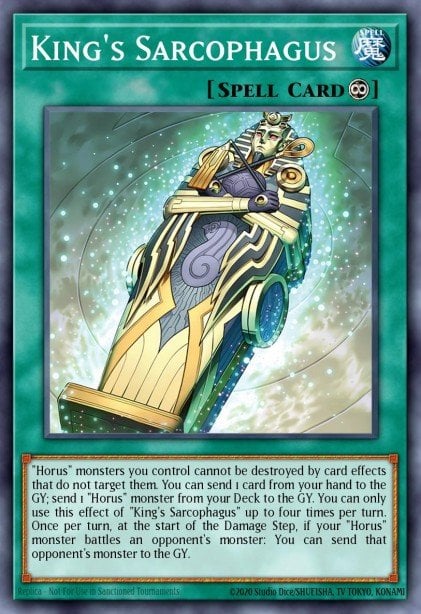 King's Sarcophagus
SPELL
魔
[Spell Card]
"Horus" monsters you control cannot be destroyed by card effects
that do not target them. You can send 1 card from your hand to the
GY; send 1 "Horus" monster from your Deck to the GY. You can only
use this effect of "King's Sarcophagus" up to four times per turn.
Once per turn, at the start of the Damage Step, if your "Horus"
monster battles an opponent's monster: You can send that
opponent's monster to the GY.
Replica - Not For Use in Sanctioned Tournaments
©2020 Studio Dice/SHUEISHA, TV TOKYO, KONAMI